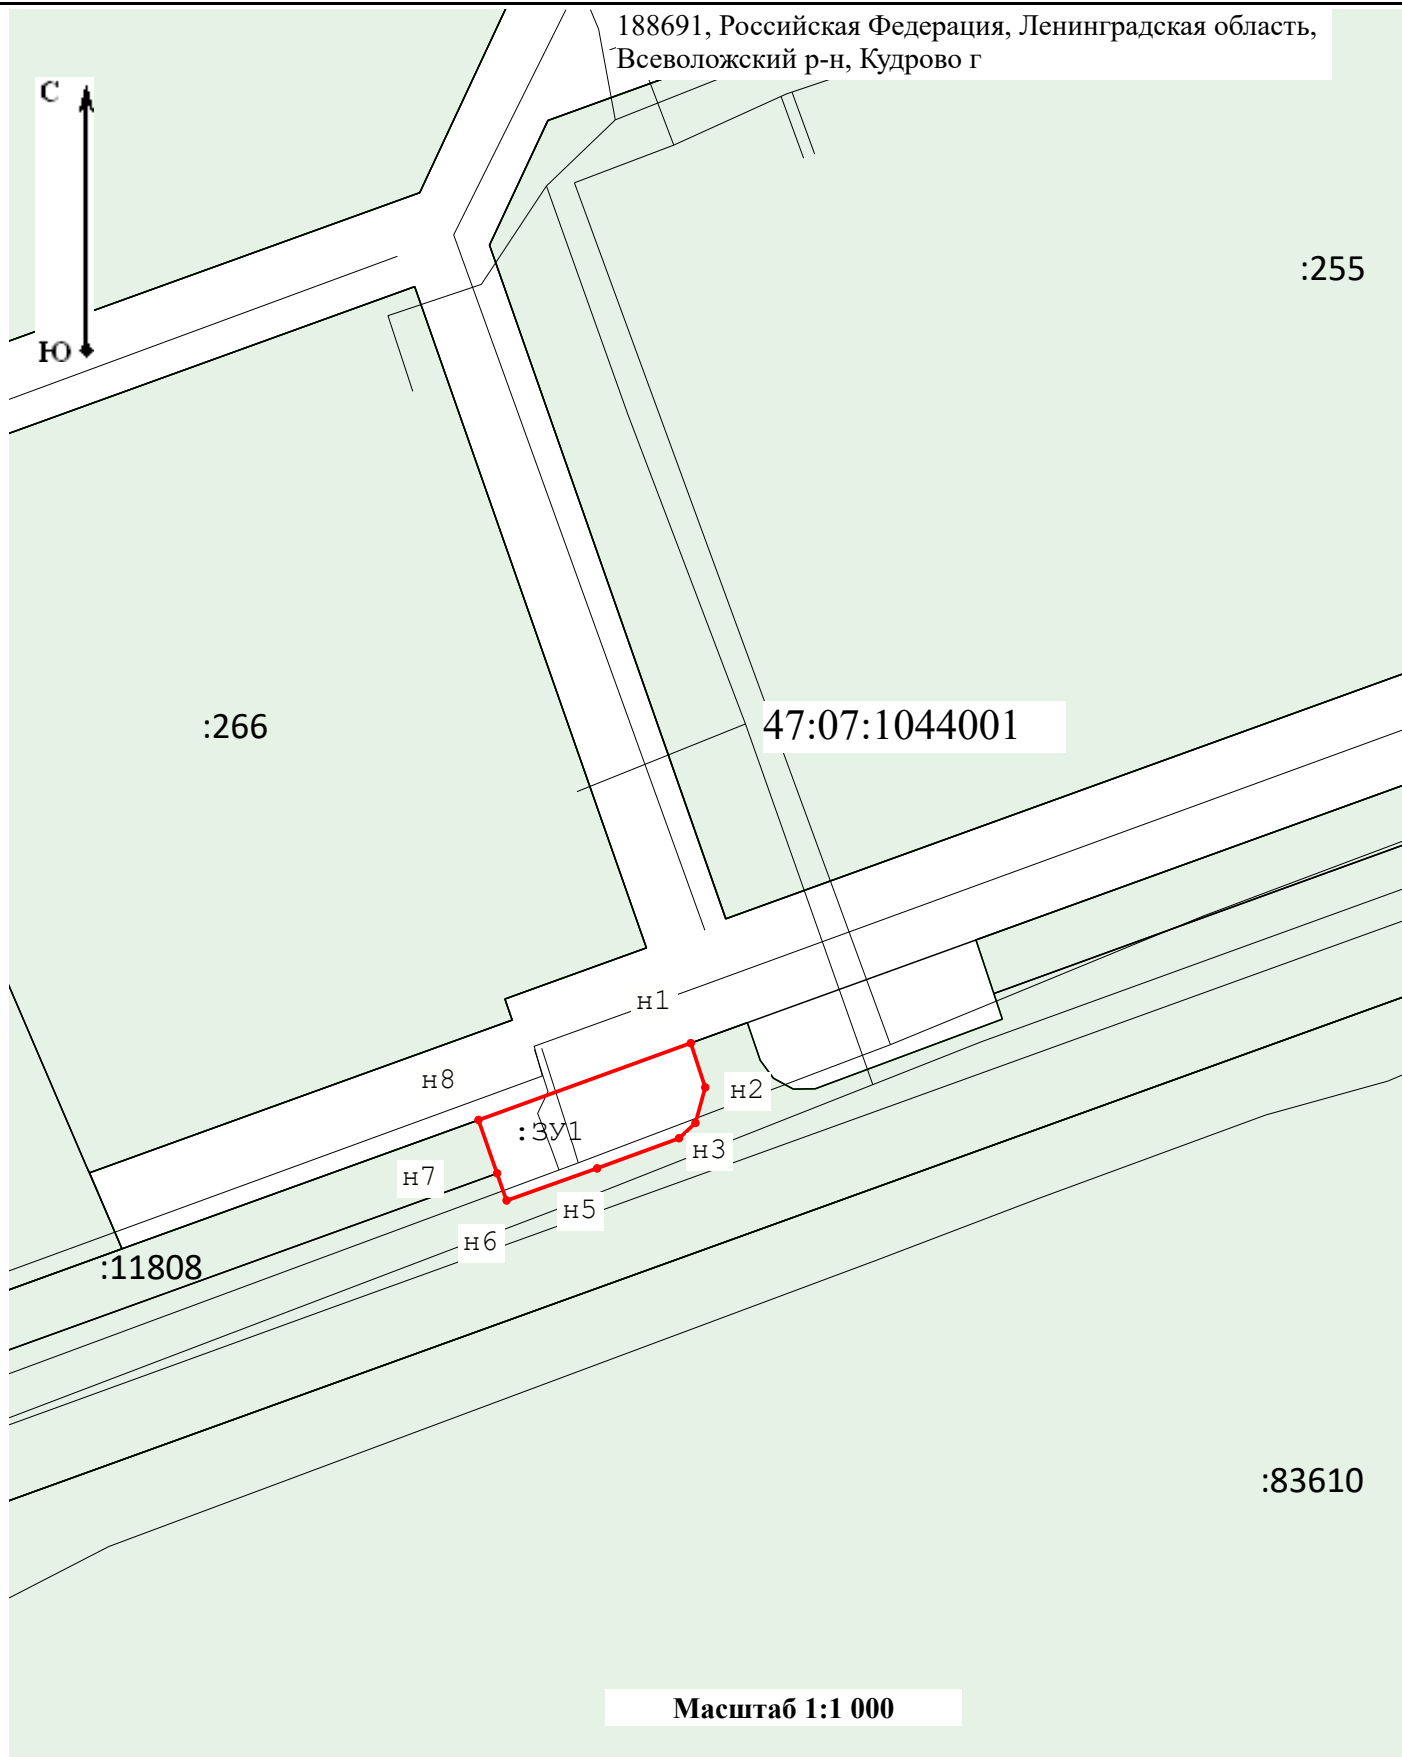 188691, Российская Федерация, Ленинградская область,
Всеволожский р-н, Кудрово г
С
:255
Ю
:266
47:07:1044001
н1
н8
н2
:ЗУ1
н3
н7
н5
н6
:11808
:83610
Масштаб 1:1 000